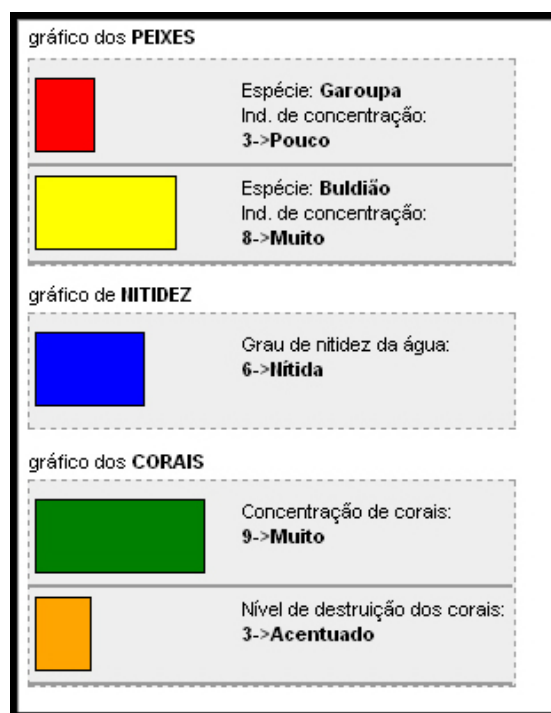 gráfico dos PEIXES
Espécie: Garoupa
Ind. de concentração:
3->Pouco
Espécie: Buldião
Ind. de concentração:
8->Muito
gráfico de NITIDEZ
Grau de nitidez da água:
6->Nítida
gráfico dos CORAIS
Concentração de corais:
9->Muito
Nível de destruição dos corais:
3->Acentuado